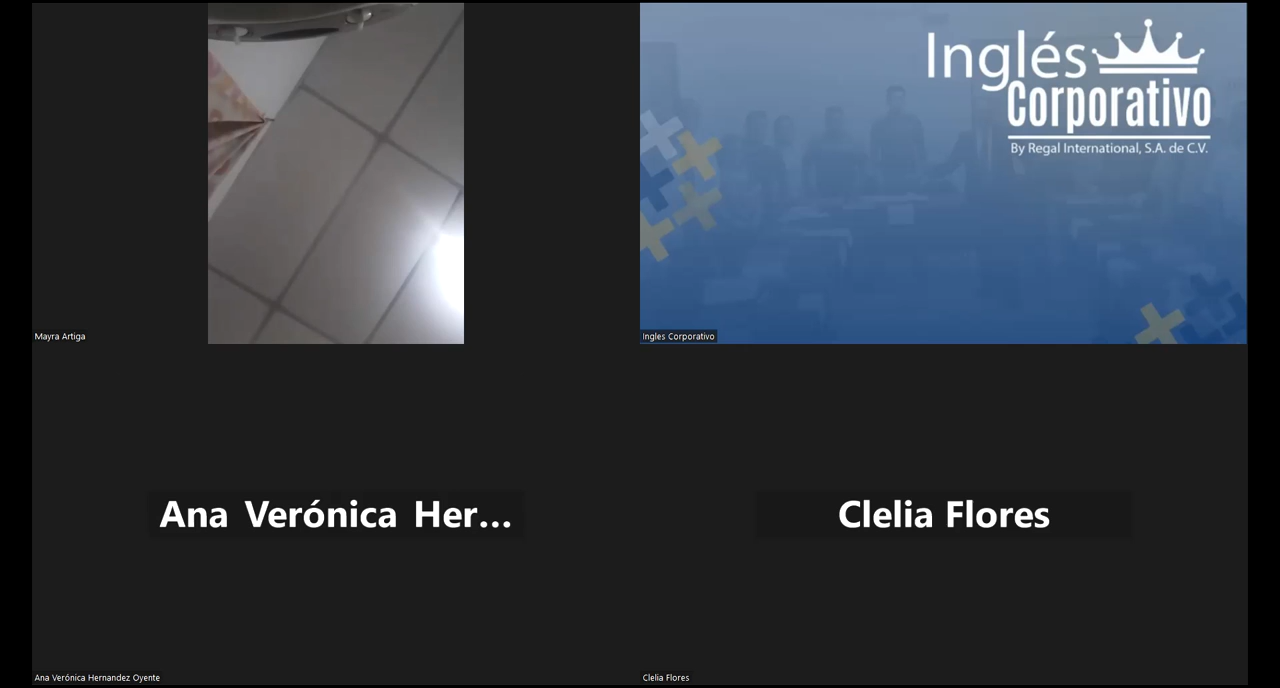 Inglés
Corporativo
By Regal International, S.A. de C.V.
Mayra Artiga
Ingles Corporativo
Ana Verónica Her...
Clelia Flores
Ana Verónica Hernandez Oyente
Clelia Flores